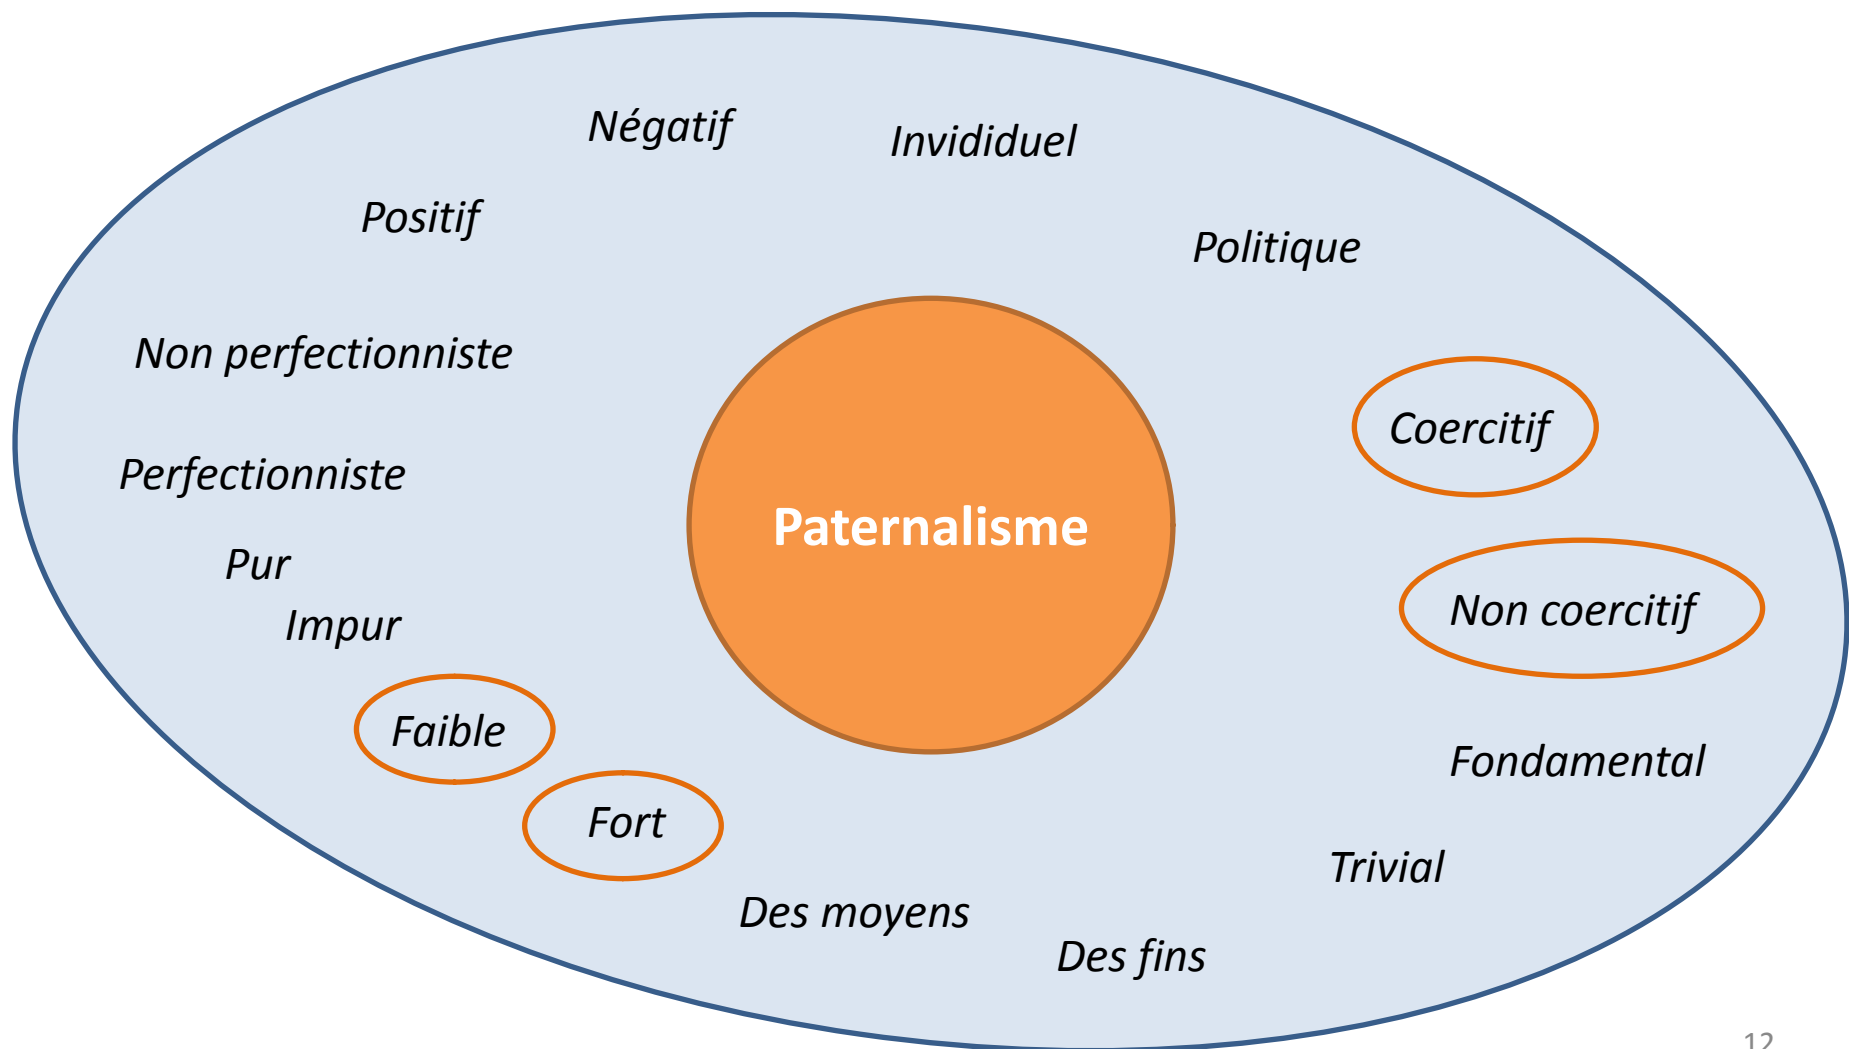 Négatif
Invididuel
Positif
Politique
Non perfectionniste
Coercitif
Perfectionniste
Paternalisme
Pur
Non coercitif
Impur
Faible
Fondamental
Fort
Trivial
Des moyens
Des fins
12